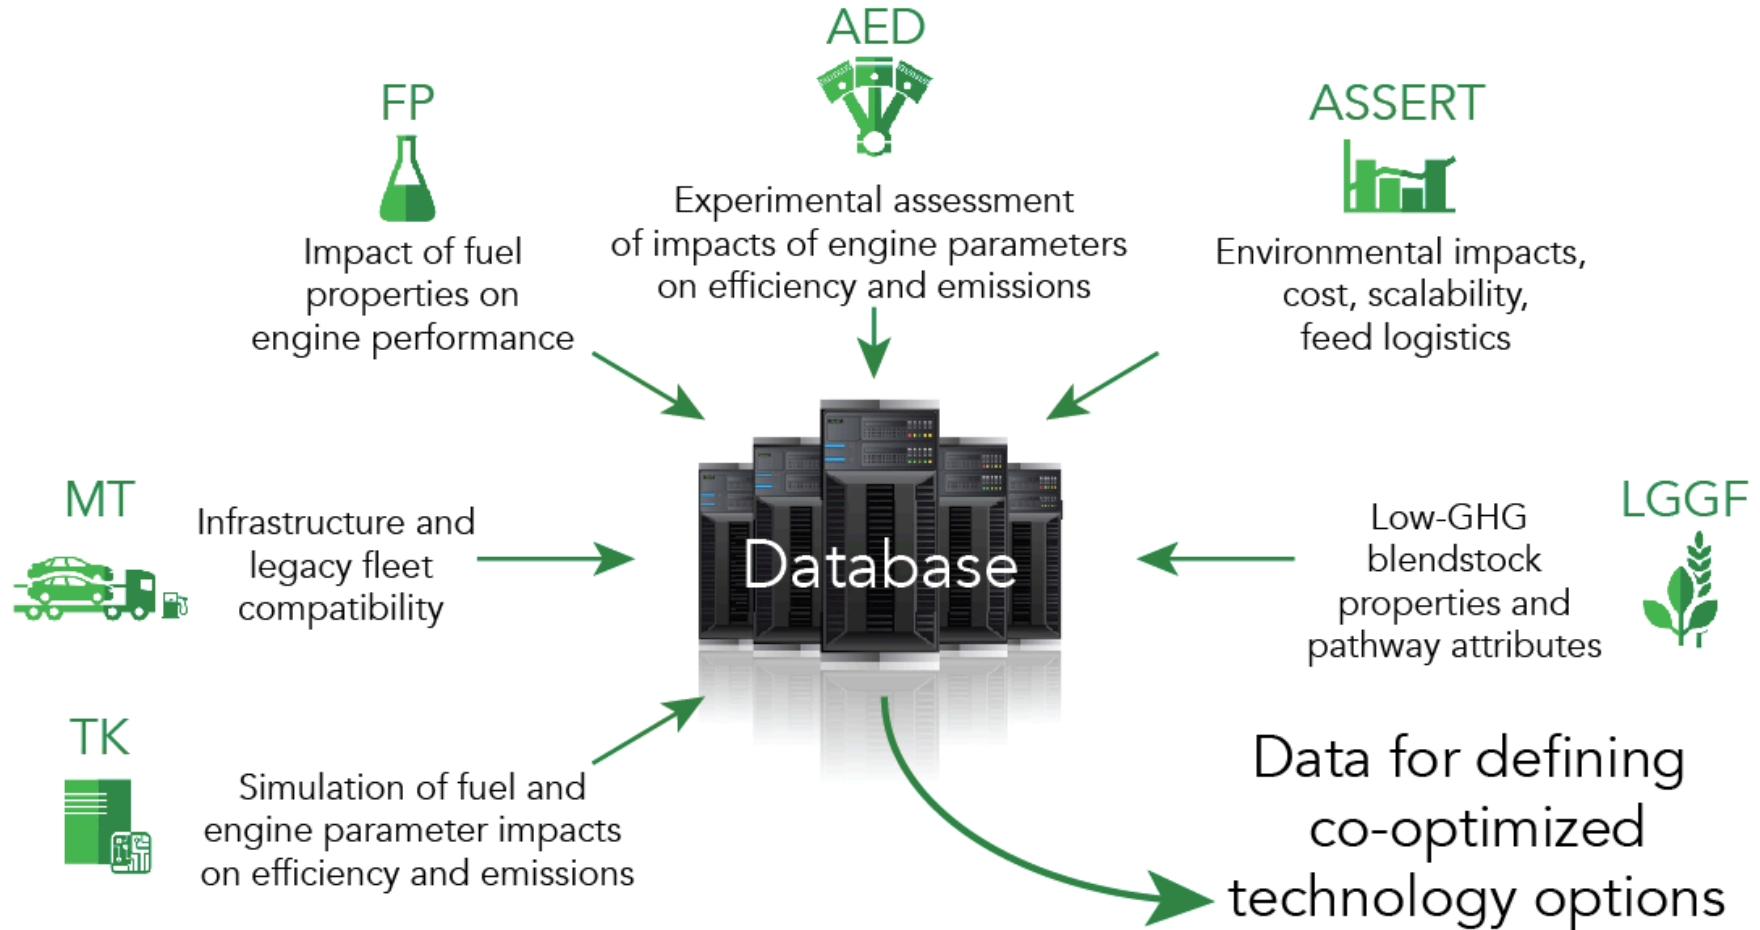 AED
FP
ASSERT
Experimental assessment
of impacts of engine parameters
on efficiency and emissions
Impact of fuel
properties on
engine performance
Environmental impacts,
cost, scalability,
feed logistics
MT
Infrastructure and
legacy fleet
compatibility
Database
LGGF
Low-GHG
blendstock
properties and
pathway attributes
TK
Simulation of fuel and
engine parameter impacts
on efficiency and emissions
Data for defining
co-optimized
technology options